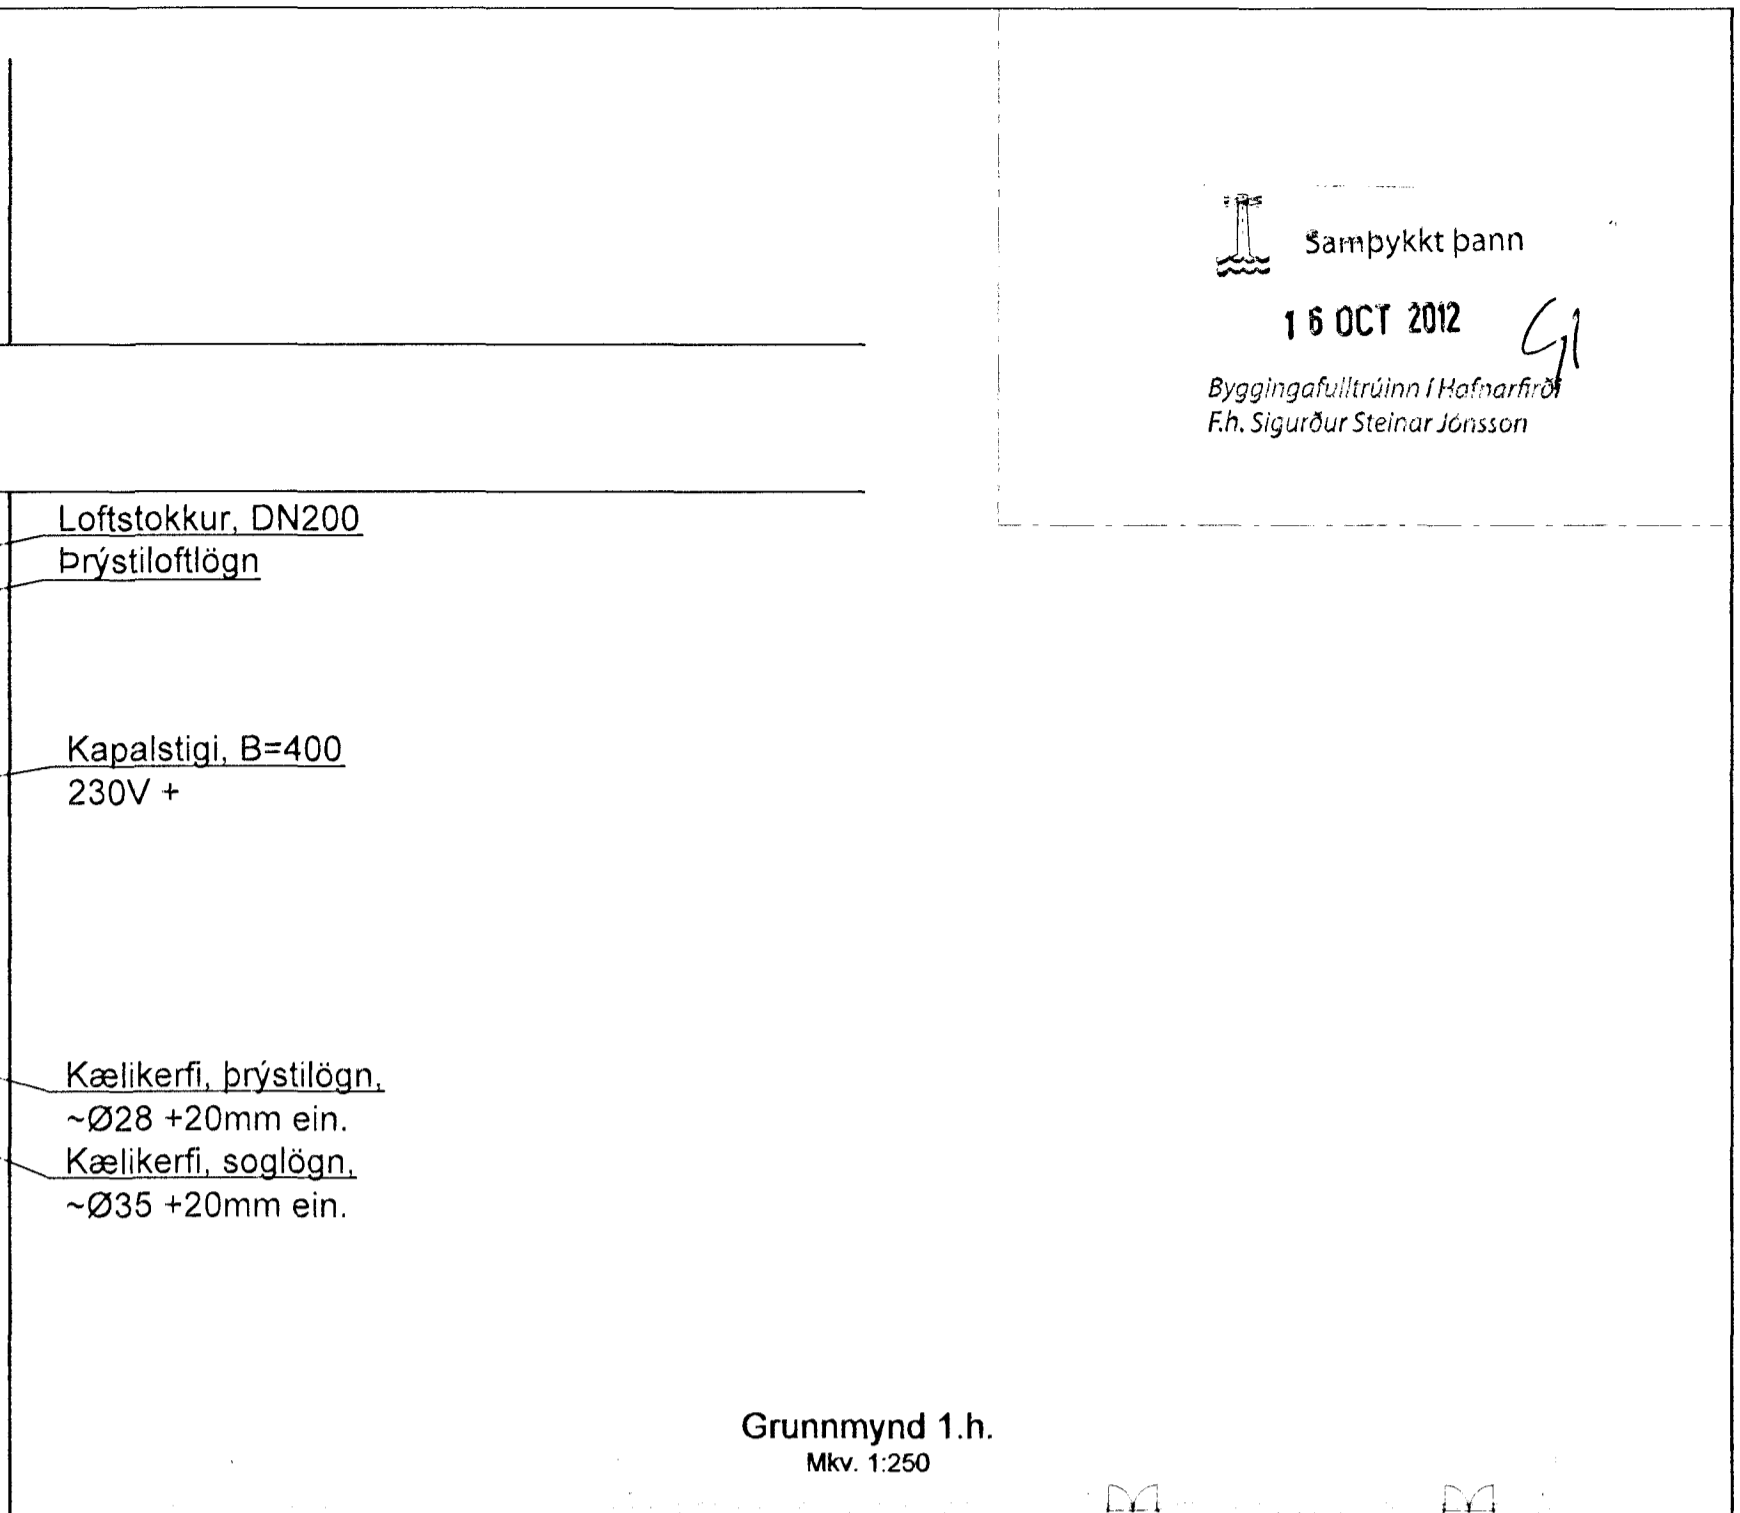 Samþykkt þann
16 OCT 2012
Byggingafulltrúinn í Hafnarfirði
F.h. Sigurður Steinar Jónsson
Loftstokkur, DN200
Þrýstiloftlögn
Kapalstigi, B=400
230V +
Kælikerfi, þrýstilögn,
~Ø28 +20mm ein.
Kælikerfi, soglögn,
~Ø35 +20mm ein.
Grunnmynd 1.h.
Mkv. 1:250